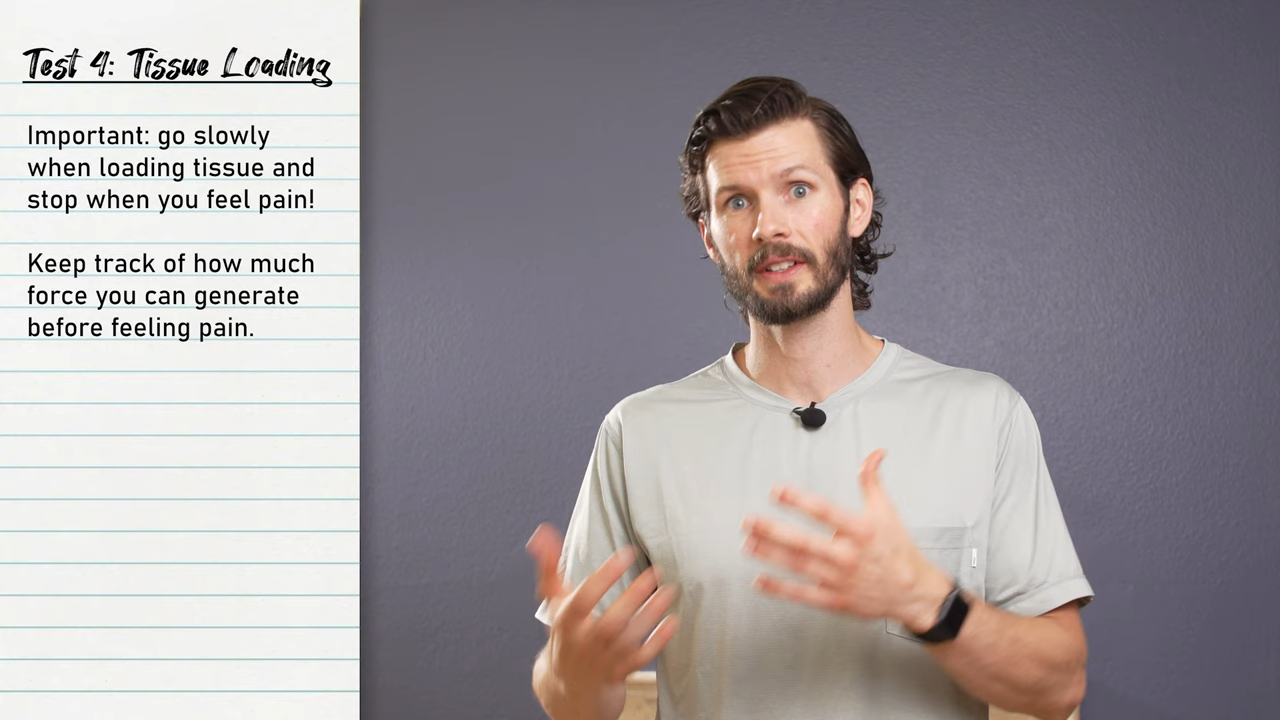 Test 4: Tissue Loading
Important: go slowly
when loading tissue and
stop when you feel pain!
Keep track of how much
force you can generate
before feeling pain.